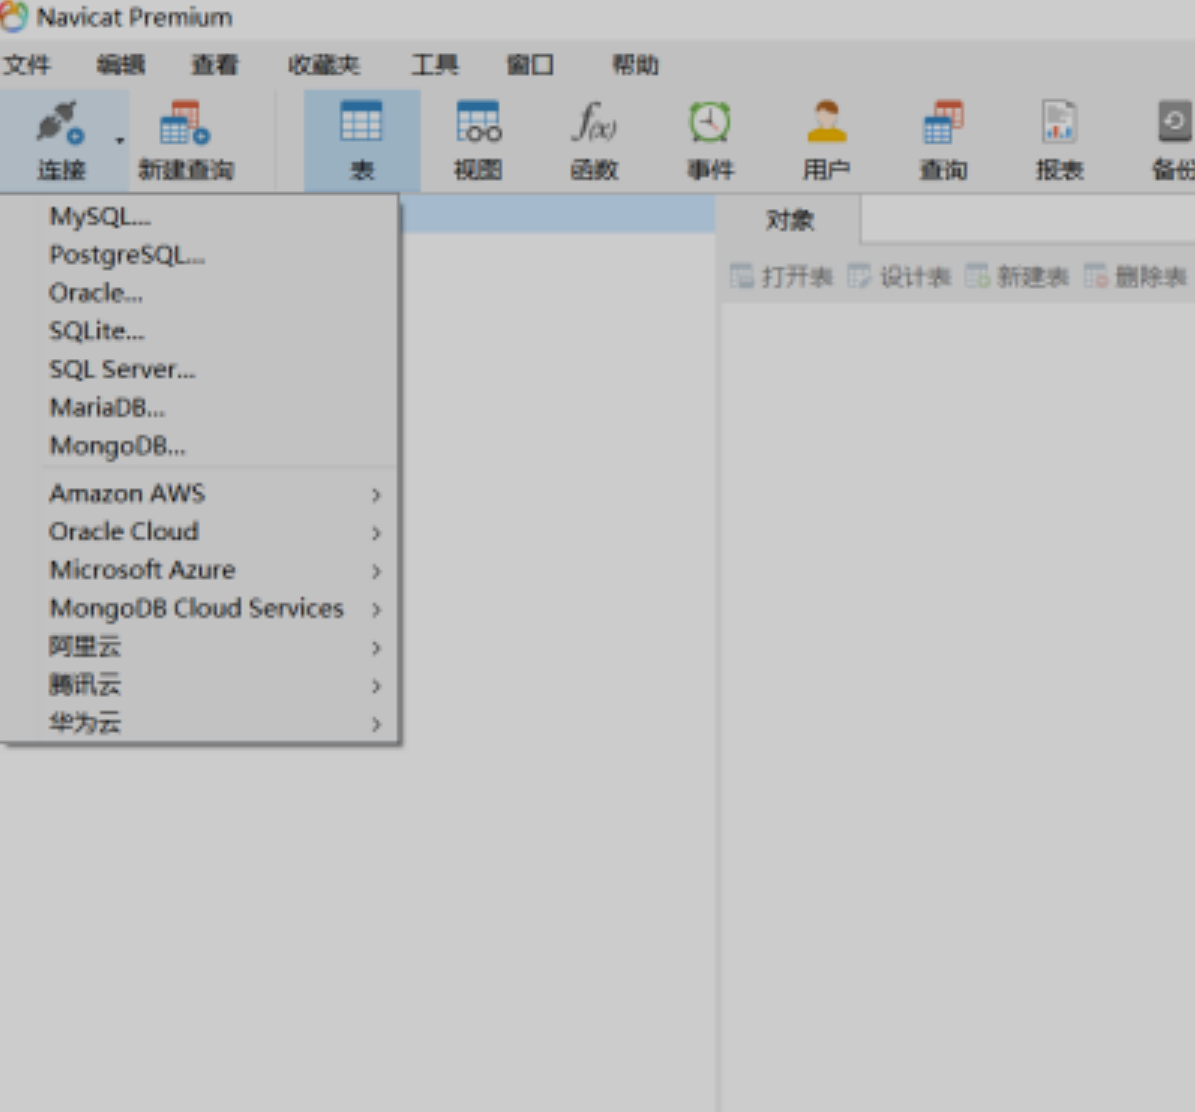 Navicat Premium
文件 编辑 查看 收藏夹 工具 窗口 帮助
连接 新建查询 表 视图 函数 事件 用户 查询 报表 备份
MySQL...
PostgreSQL...
Oracle...
SQLite...
SQL Server...
MariaDB...
MongoDB...
Amazon AWS
Oracle Cloud
Microsoft Azure
MongoDB Cloud Services
阿里云
腾讯云
华为云
对象
打开表 设计表 新建表 删除表